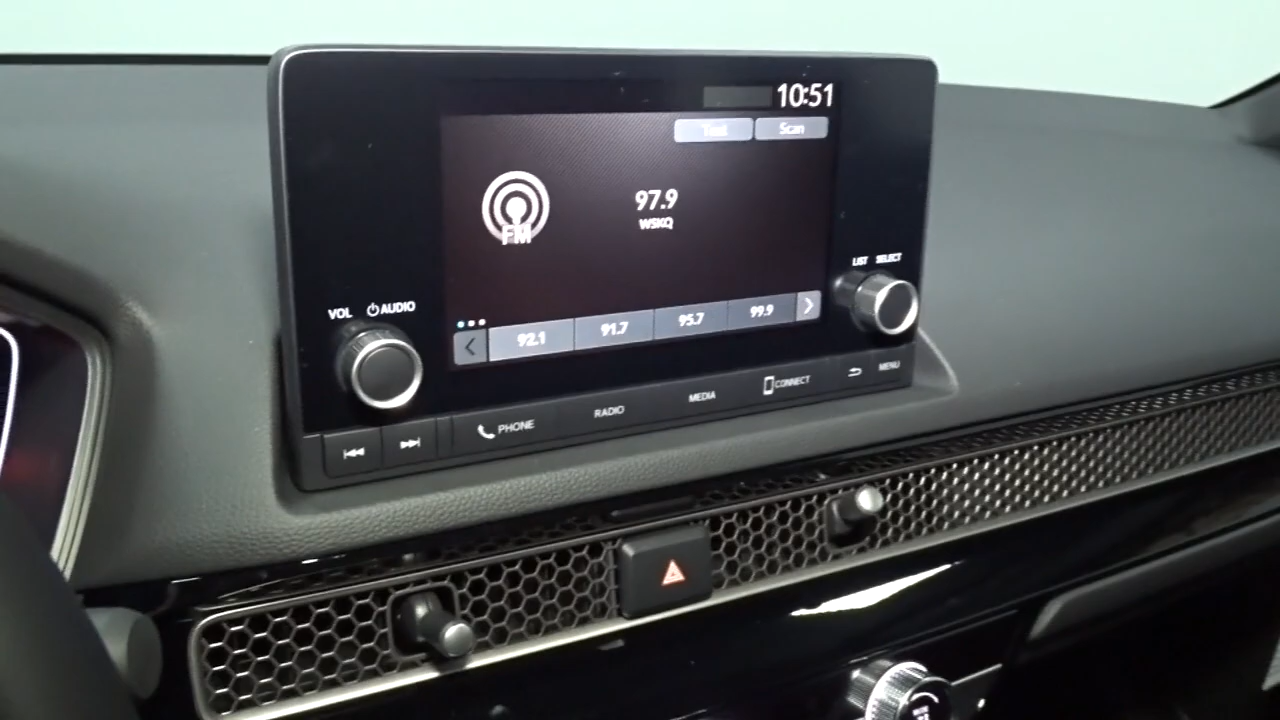 10:51
Text Scan
97.9
WSKQ
FM
LIST SELECT
VOL AUDIO
92.1 91.7 95.7 99.9
PHONE RADIO MEDIA CONNECT MENU